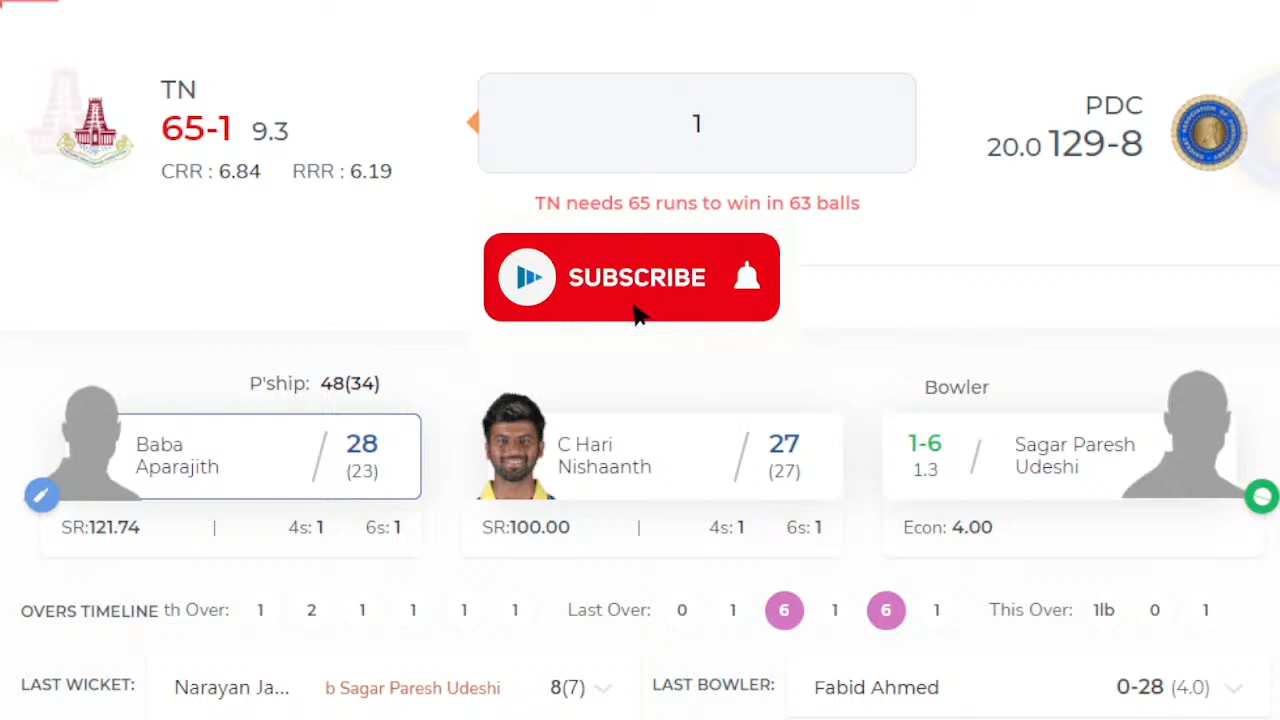 TN
65-1 9.3
CRR : 6.84 RRR : 6.19
1
PDC
20.0 129-8
TN needs 65 runs to win in 63 balls
SUBSCRIBE
P'ship: 48(34)
Baba Aparajith
28
(23)
SR:121.74 | 4s: 1 6s: 1
C Hari
Nishaanth
27
(27)
SR:100.00 | 4s: 1 6s: 1
Bowler
1-6
1.3
Sagar Paresh
Udeshi
Econ: 4.00
OVERS TIMELINE th Over: 1 2 1 1 1 1 Last Over: 0 1 6 1 6 1 This Over: 1lb 0 1
LAST WICKET: Narayan Ja... b Sagar Paresh Udeshi 8(7) LAST BOWLER: Fabid Ahmed 0-28 (4.0)